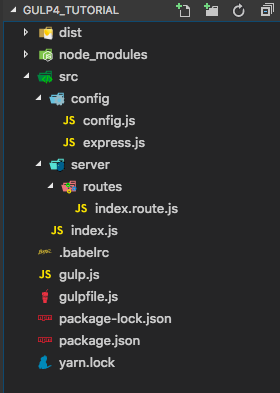 GULP4_TUTORIAL
dist
node_modules
src
config
JS config.js
JS express.js
server
routes
JS index.route.js
JS index.js
.babelrc
JS gulp.js
gulpfile.js
package-lock.json
package.json
yarn.lock